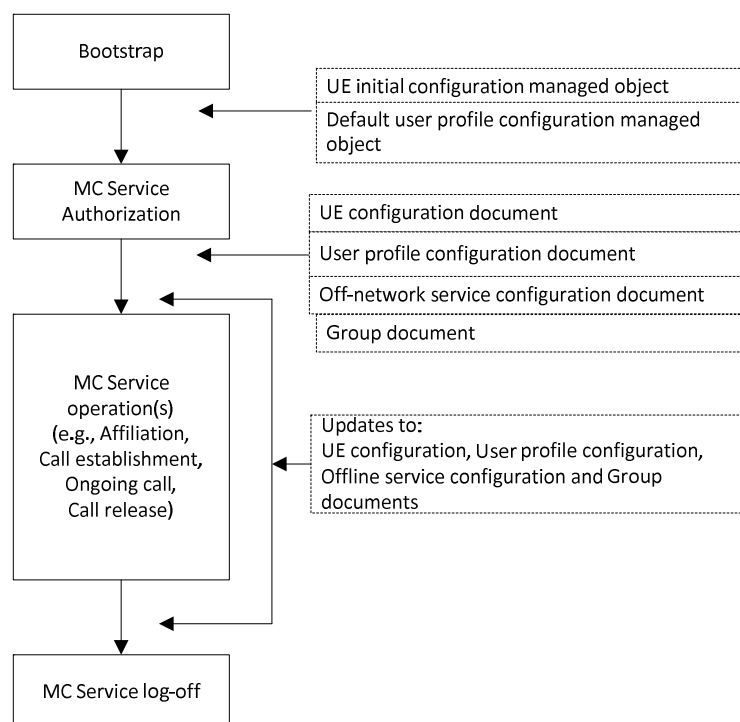 Bootstrap
UE initial configuration managed object
Default user profile configuration managed
object
MC Service
Authorization
UE configuration document
User profile configuration document
Off-network service configuration document
Group document
MC Service
operation(s)
(e.g., Affiliation,
Call establishment,
Ongoing call,
Call release)
Updates to:
UE configuration, User profile configuration,
Offline service configuration and Group
documents
MC Service log-off